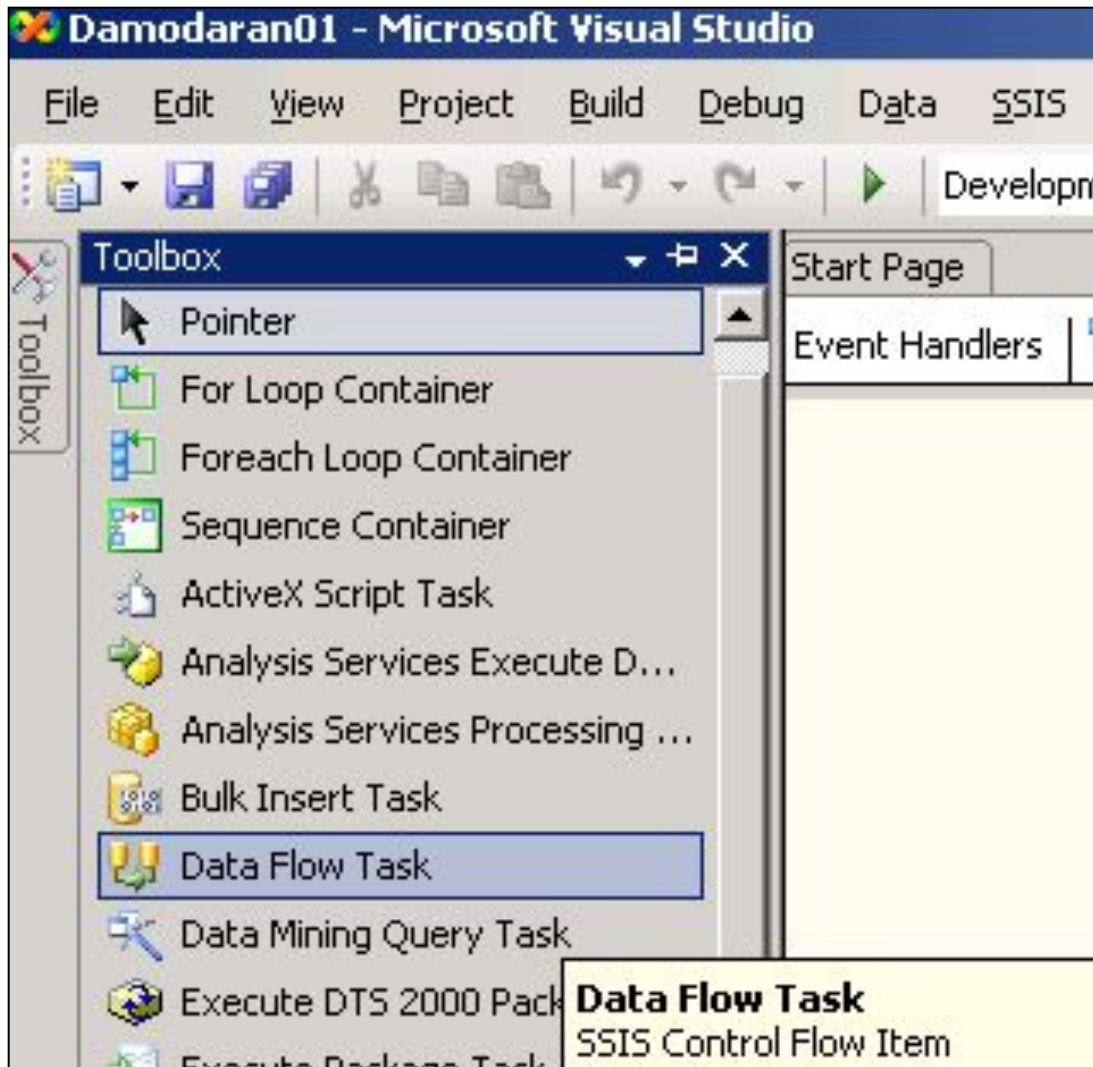 Damodaran01 - Microsoft Visual Studio
File Edit View Project Build Debug Data SSIS
Developm
Toolbox
Toolbox
Start Page
Pointer
Event Handlers
For Loop Container
Foreach Loop Container
Sequence Container
ActiveX Script Task
Analysis Services Execute D...
Analysis Services Processing ...
Bulk Insert Task
Data Flow Task
Data Mining Query Task
Execute DTS 2000 Pack
Data Flow Task
SSIS Control Flow Item
Execute Package Task